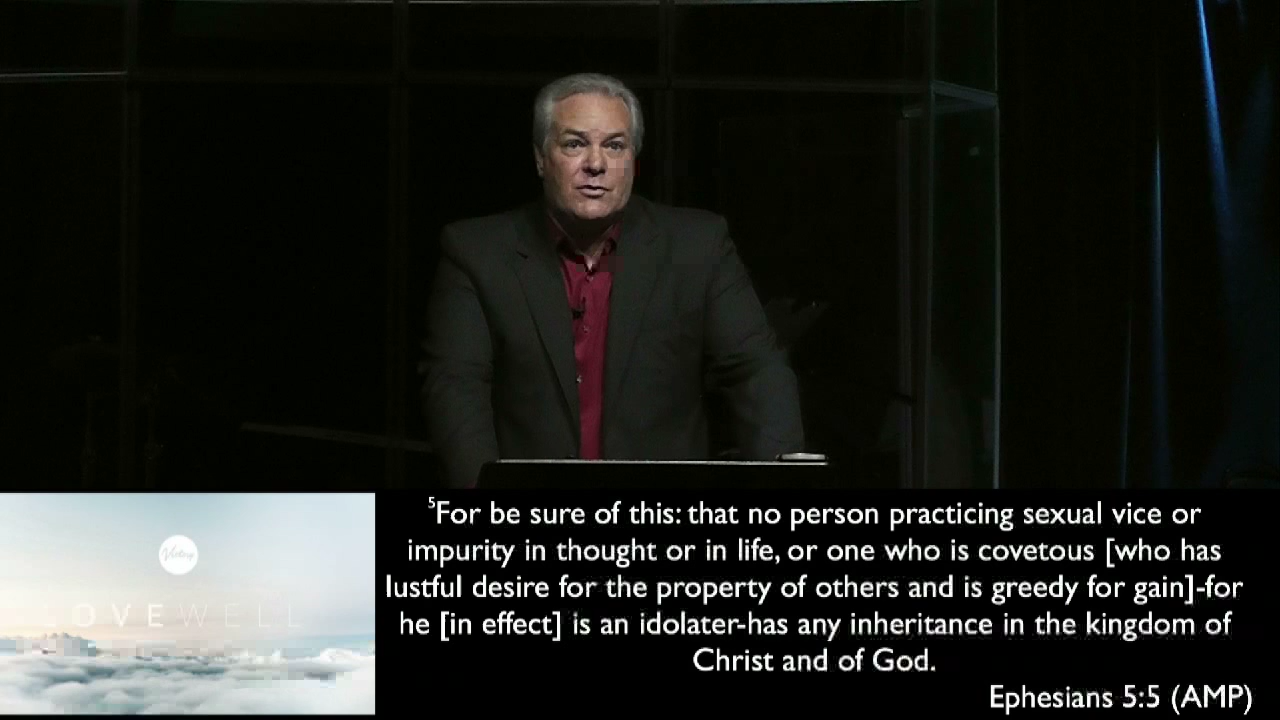 Victory
LOVEWELL
⁵For be sure of this: that no person practicing sexual vice or
impurity in thought or in life, or one who is covetous [who has
lustful desire for the property of others and is greedy for gain]-for
he [in effect] is an idolater-has any inheritance in the kingdom of
Christ and of God.
Ephesians 5:5 (AMP)